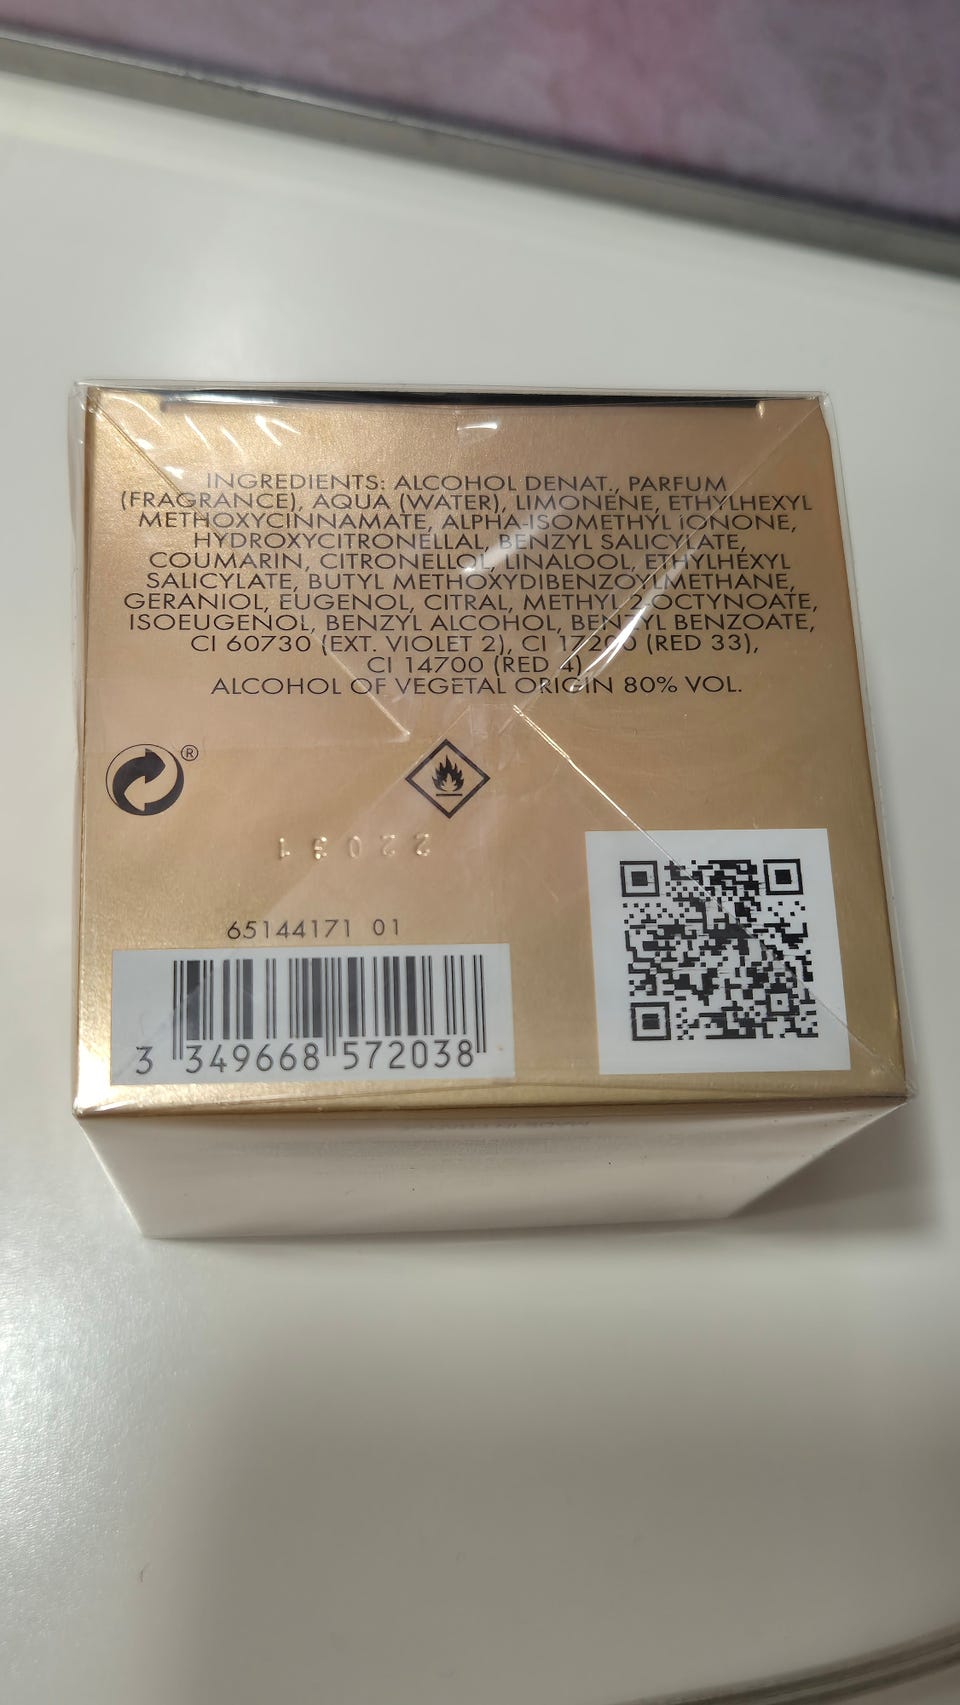 INGREDIENTS: ALCOHOL DENAT., PARFUM
(FRAGRANCE), AQUA (WATER), LIMONENE, ETHYLHEXYL
METHOXYCINNAMATE, ALPHA-ISOMETHYL IONONE,
HYDROXYCITRONELLAL, BENZYL SALICYLATE,
COUMARIN, CITRONELLOL, LINALOOL, ETHYLHEXYL
SALICYLATE, BUTYL METHOXYDIBENZOYLMETHANE,
GERANIOL, EUGENOL, CITRAL, METHYL 2-OCTYNOATE,
ISOEUGENOL, BENZYL ALCOHOL, BENZYL BENZOATE,
CI 60730 (EXT. VIOLET 2), CI 17200 (RED 33),
CI 14700 (RED 4)
ALCOHOL OF VEGETAL ORIGIN 80% VOL.
®
65144171 01
3 349668 572038